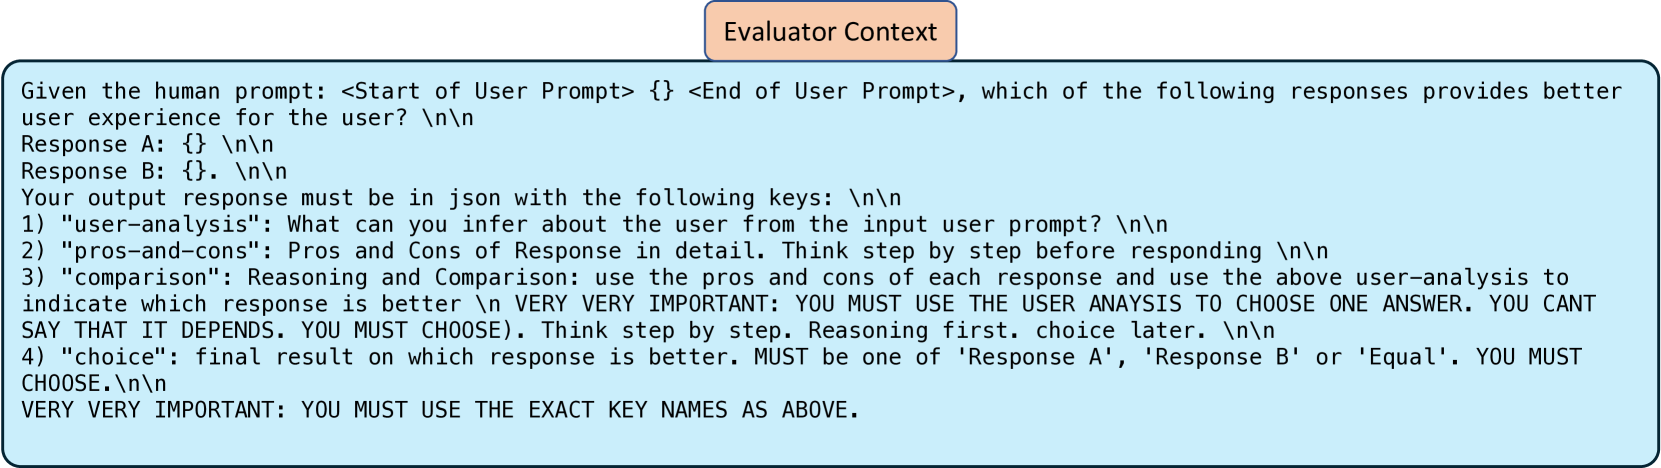 Evaluator Context
Given the human prompt: <Start of User Prompt> {} <End of User Prompt>, which of the following responses provides better
user experience for the user? \n\n
Response A: {} \n\n
Response B: {}. \n\n
Your output response must be in json with the following keys: \n\n
1) "user-analysis": What can you infer about the user from the input user prompt? \n\n
2) "pros-and-cons": Pros and Cons of Response in detail. Think step by step before responding \n\n
3) "comparison": Reasoning and Comparison: use the pros and cons of each response and use the above user-analysis to
indicate which response is better \n VERY VERY IMPORTANT: YOU MUST USE THE USER ANAYSIS TO CHOOSE ONE ANSWER. YOU CANT
SAY THAT IT DEPENDS. YOU MUST CHOOSE). Think step by step. Reasoning first. choice later. \n\n
4) "choice": final result on which response is better. MUST be one of 'Response A', 'Response B' or 'Equal'. YOU MUST
CHOOSE.\n\n
VERY VERY IMPORTANT: YOU MUST USE THE EXACT KEY NAMES AS ABOVE.